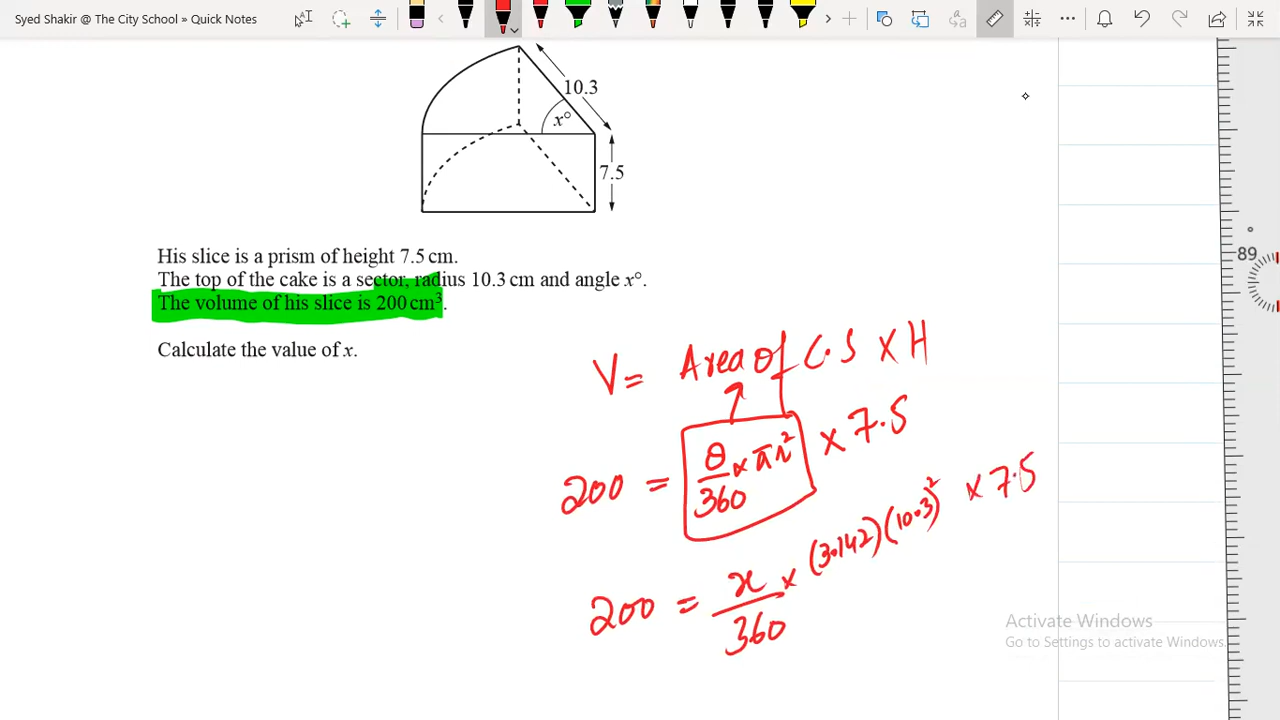 Syed Shakir @ The City School » Quick Notes
10.3
x°
7.5
His slice is a prism of height 7.5 cm.
The top of the cake is a sector, radius 10.3 cm and angle x°.
The volume of his slice is 200 cm³.
Calculate the value of x.
V = Area of C.S × H
200 = θ/360 × πr² × 7.5
200 = x/360 × (3.142)(10.3)² × 7.5
89
Activate Windows
Go to Settings to activate Windows.